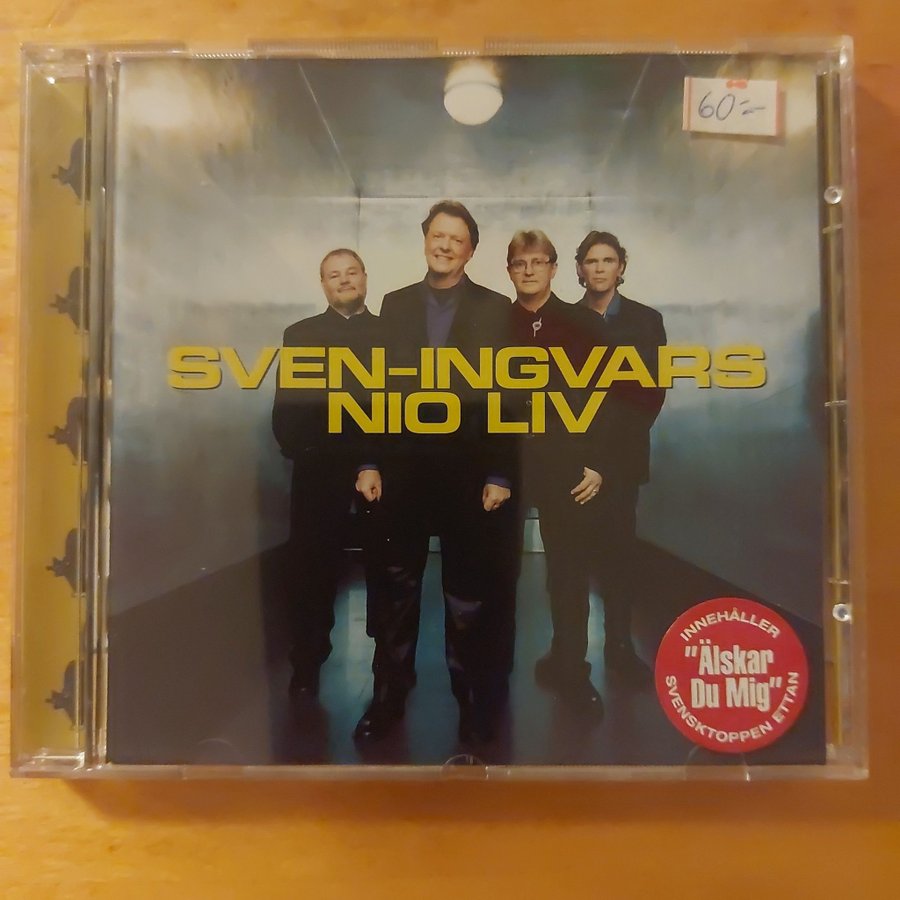 60:-
SVEN-INGVARS
NIO LIV
INNEHÅLLER
"Älskar
Du Mig"
SVENSKTOPPEN ETTAN